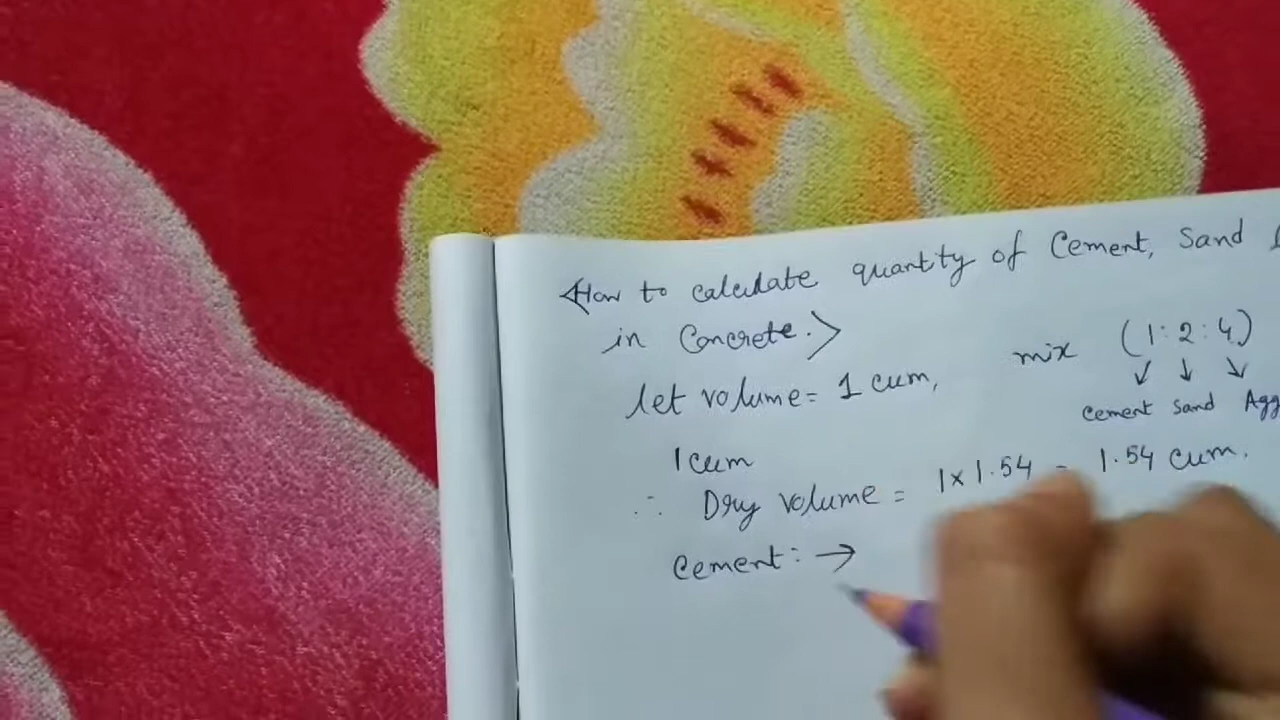 <How to calculate quantity of Cement, Sand
in Concrete.>
let volume = 1 cum, mix (1:2:4)
Cement Sand Agg
1 cum
∴ Dry volume = 1 x 1.54 = 1.54 cum.
Cement: →